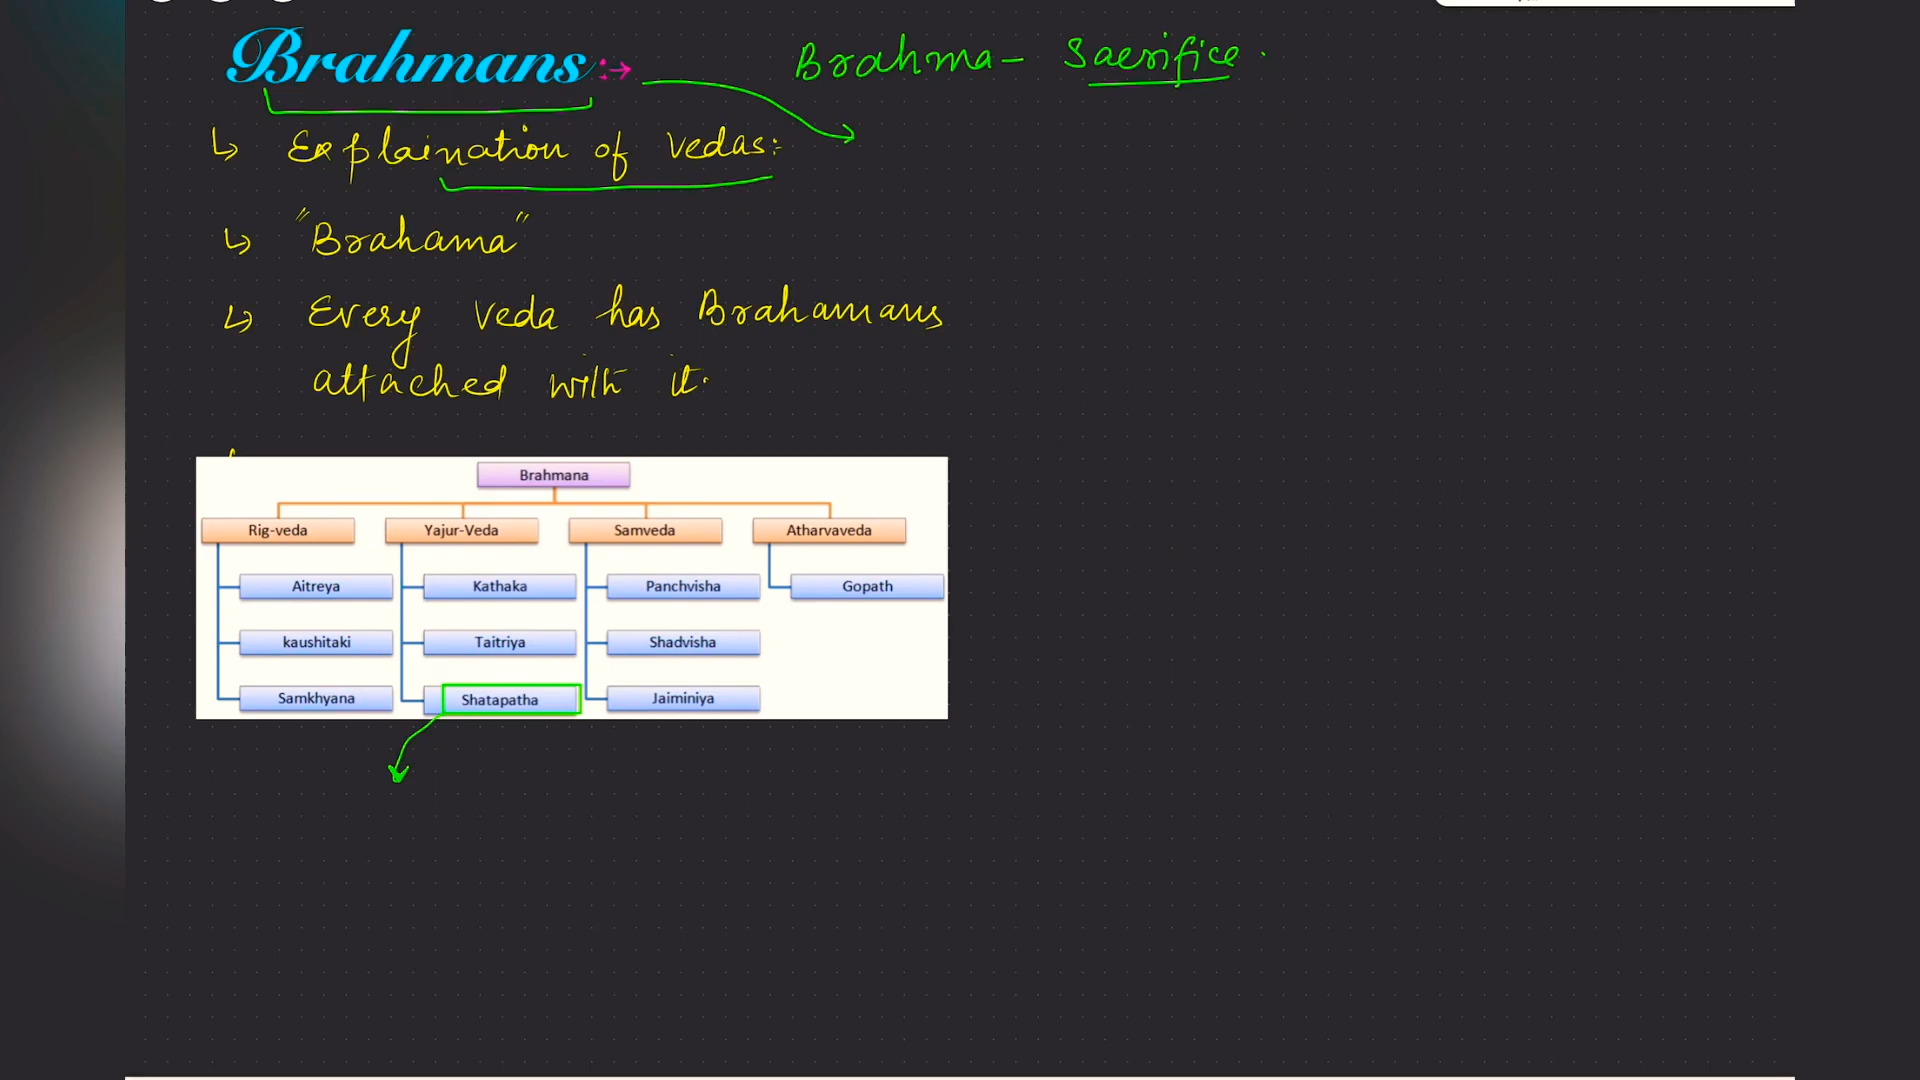 Brahmans :→ Brahma - Sacrifice.
↳ Explaination of Vedas:
↳ "Brahama"
↳ Every Veda has Brahamans
attached with it.
Brahmana
Rig-veda Yajur-Veda Samveda Atharvaveda
Aitreya Kathaka Panchvisha Gopath
kaushitaki Taitriya Shadvisha
Samkhyana Shatapatha Jaiminiya